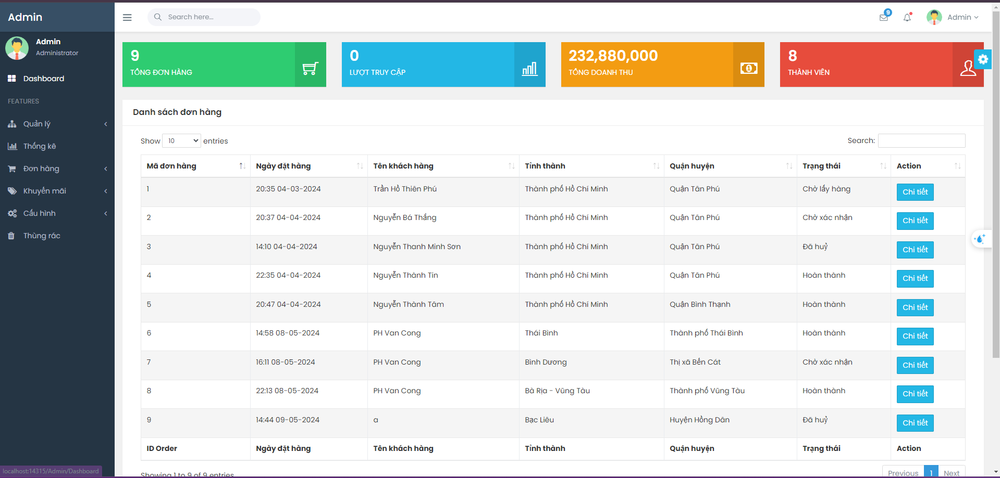 Admin
Search here...
9
Admin
Admin
Administrator
Dashboard
FEATURES
Quản lý
Thống kê
Đơn hàng
Khuyến mãi
Cấu hình
Thùng rác
9
TỔNG ĐƠN HÀNG
0
LƯỢT TRUY CẬP
232,880,000
TỔNG DOANH THU
8
THÀNH VIÊN
Danh sách đơn hàng
Show 10 entries
Search:
Mã đơn hàng Ngày đặt hàng Tên khách hàng Tỉnh thành Quận huyện Trạng thái Action
1 20:35 04-03-2024 Trần Hồ Thiên Phú Thành phố Hồ Chí Minh Quận Tân Phú Chờ lấy hàng Chi tiết
2 20:37 04-04-2024 Nguyễn Bá Thắng Thành phố Hồ Chí Minh Quận Tân Phú Chờ xác nhận Chi tiết
3 14:10 04-04-2024 Nguyễn Thanh Minh Sơn Thành phố Hồ Chí Minh Quận Tân Phú Đã huỷ Chi tiết
4 22:35 04-04-2024 Nguyễn Thành Tín Thành phố Hồ Chí Minh Quận Tân Phú Hoàn thành Chi tiết
5 20:47 04-04-2024 Nguyễn Thành Tâm Thành phố Hồ Chí Minh Quận Bình Thạnh Hoàn thành Chi tiết
6 14:58 08-05-2024 PH Van Cong Thái Bình Thành phố Thái Bình Hoàn thành Chi tiết
7 16:11 08-05-2024 PH Van Cong Bình Dương Thị xã Bến Cát Chờ xác nhận Chi tiết
8 22:13 08-05-2024 PH Van Cong Bà Rịa - Vũng Tàu Thành phố Vũng Tàu Hoàn thành Chi tiết
9 14:44 09-05-2024 a Bạc Liêu Huyện Hồng Dân Đã huỷ Chi tiết
ID Order Ngày đặt hàng Tên khách hàng Tỉnh thành Quận huyện Trạng thái Action
Showing 1 to 9 of 9 entries
Previous 1 Next
localhost:14315/Admin/Dashboard